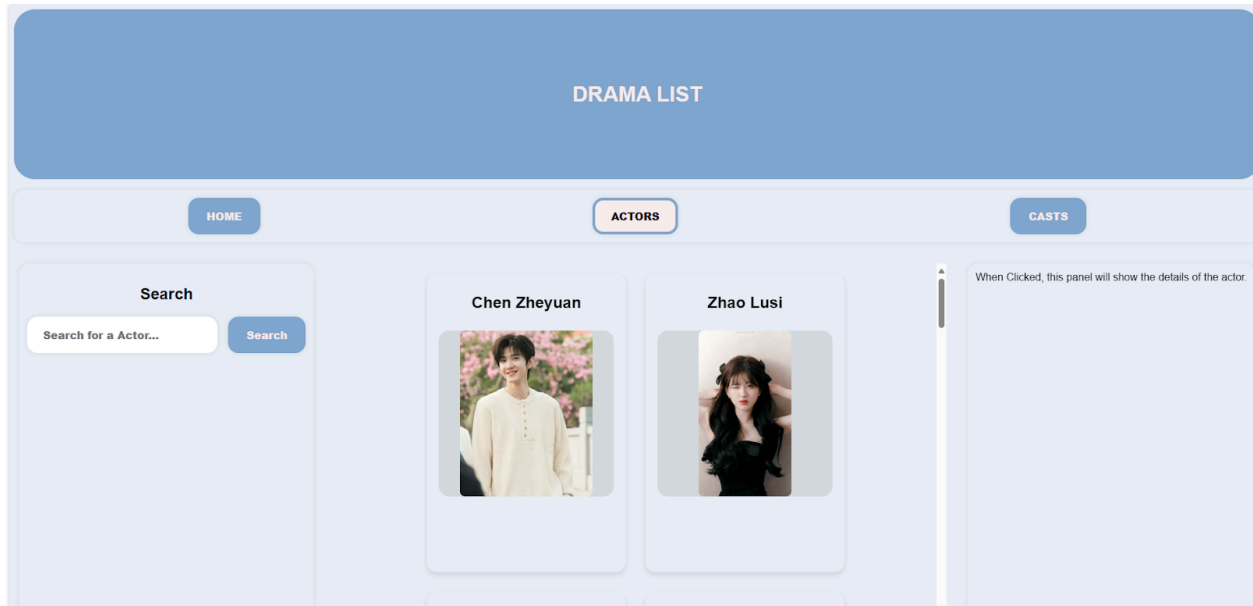 DRAMA LIST
HOME
ACTORS
CASTS
Search
Search for a Actor...
Search
Chen Zheyuan
Zhao Lusi
When Clicked, this panel will show the details of the actor.